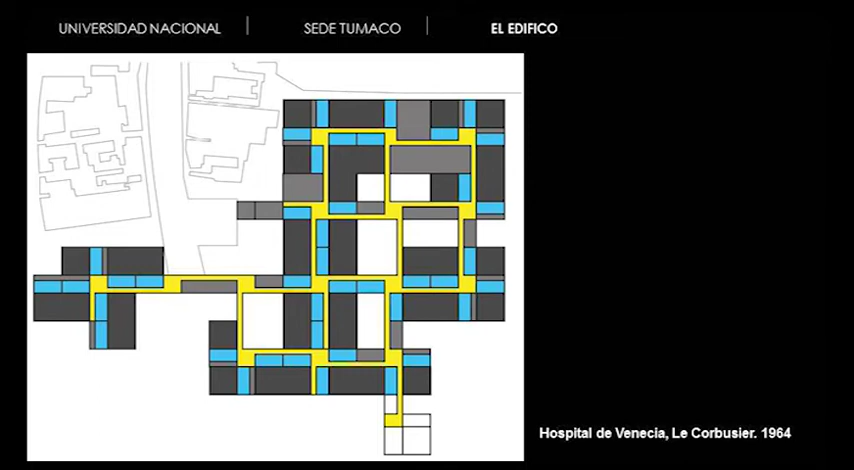 UNIVERSIDAD NACIONAL | SEDE TUMACO | EL EDIFICO
Hospital de Venecia, Le Corbusier. 1964